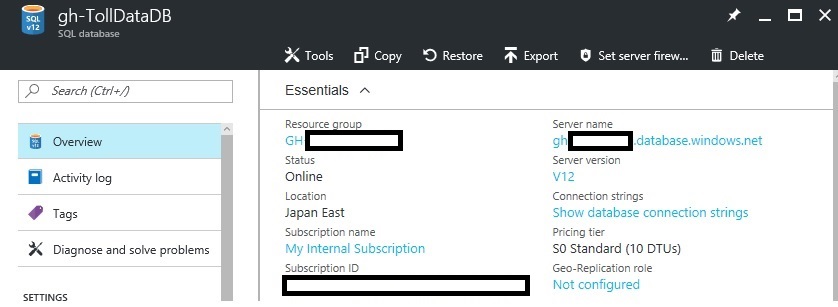 gh-TollDataDB
SQL database
SQL
v12
Tools
Copy
Restore
Export
Set server firew...
Delete
Search (Ctrl+/)
Overview
Activity log
Tags
Diagnose and solve problems
SETTINGS
Essentials
Resource group
GH-
Status
Online
Location
Japan East
Subscription name
My Internal Subscription
Subscription ID
Server name
gh .database.windows.net
Server version
V12
Connection strings
Show database connection strings
Pricing tier
S0 Standard (10 DTUs)
Geo-Replication role
Not configured